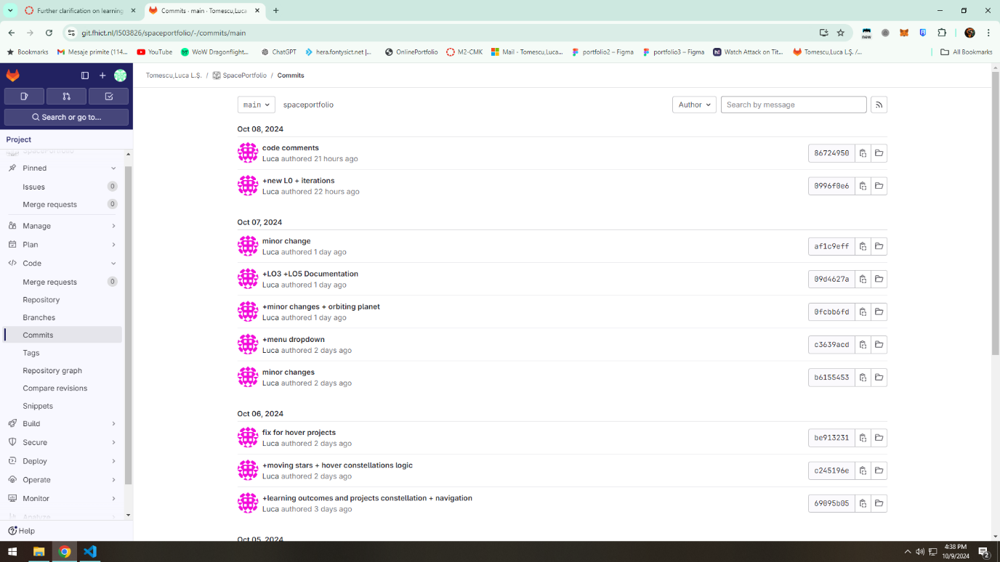 Further clarification on learning
Commits · main · Tomescu,Luca
git.fhict.nl/I503826/spaceportfolio/-/commits/main
new
Bookmarks
Mesaje primite (114...
YouTube
WoW Dragonflight...
ChatGPT
hera.fontysict.net |...
OnlinePortfolio
M2-CMK
Mail - Tomescu,Luca...
portfolio2 – Figma
portfolio3 – Figma
Watch Attack on Tit...
Tomescu,Luca L.Ș. /...
All Bookmarks
Tomescu,Luca L.Ș. / SpacePortfolio / Commits
Search or go to...
Project
SpacePortfolio
Pinned
Issues 0
Merge requests 0
Manage
Plan
Code
Merge requests 0
Repository
Branches
Commits
Tags
Repository graph
Compare revisions
Snippets
Build
Secure
Deploy
Operate
Monitor
Analyze
Help
main
spaceportfolio
Author
Search by message
Oct 08, 2024
code comments
Luca authored 21 hours ago
86724950
+new L0 + iterations
Luca authored 22 hours ago
0996f0e6
Oct 07, 2024
minor change
Luca authored 1 day ago
af1c9eff
+LO3 +LO5 Documentation
Luca authored 1 day ago
09d4627a
+minor changes + orbiting planet
Luca authored 1 day ago
0fcbb6fd
+menu dropdown
Luca authored 2 days ago
c3639acd
minor changes
Luca authored 2 days ago
b6155453
Oct 06, 2024
fix for hover projects
Luca authored 2 days ago
be913231
+moving stars + hover constellations logic
Luca authored 2 days ago
c245196e
+learning outcomes and projects constellation + navigation
Luca authored 3 days ago
69095b05
Oct 05, 2024
4:38 PM
10/9/2024
2